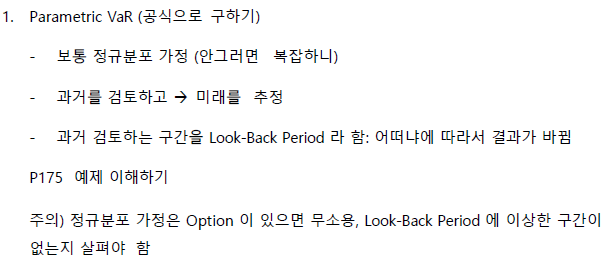 1. Parametric VaR (공식으로 구하기)
- 보통 정규분포 가정 (안그러면 복잡하니)
- 과거를 검토하고 → 미래를 추정
- 과거 검토하는 구간을 Look-Back Period 라 함: 어떠냐에 따라서 결과가 바뀜
P175 예제 이해하기
주의) 정규분포 가정은 Option 이 있으면 무소용, Look-Back Period 에 이상한 구간이
없는지 살펴야 함